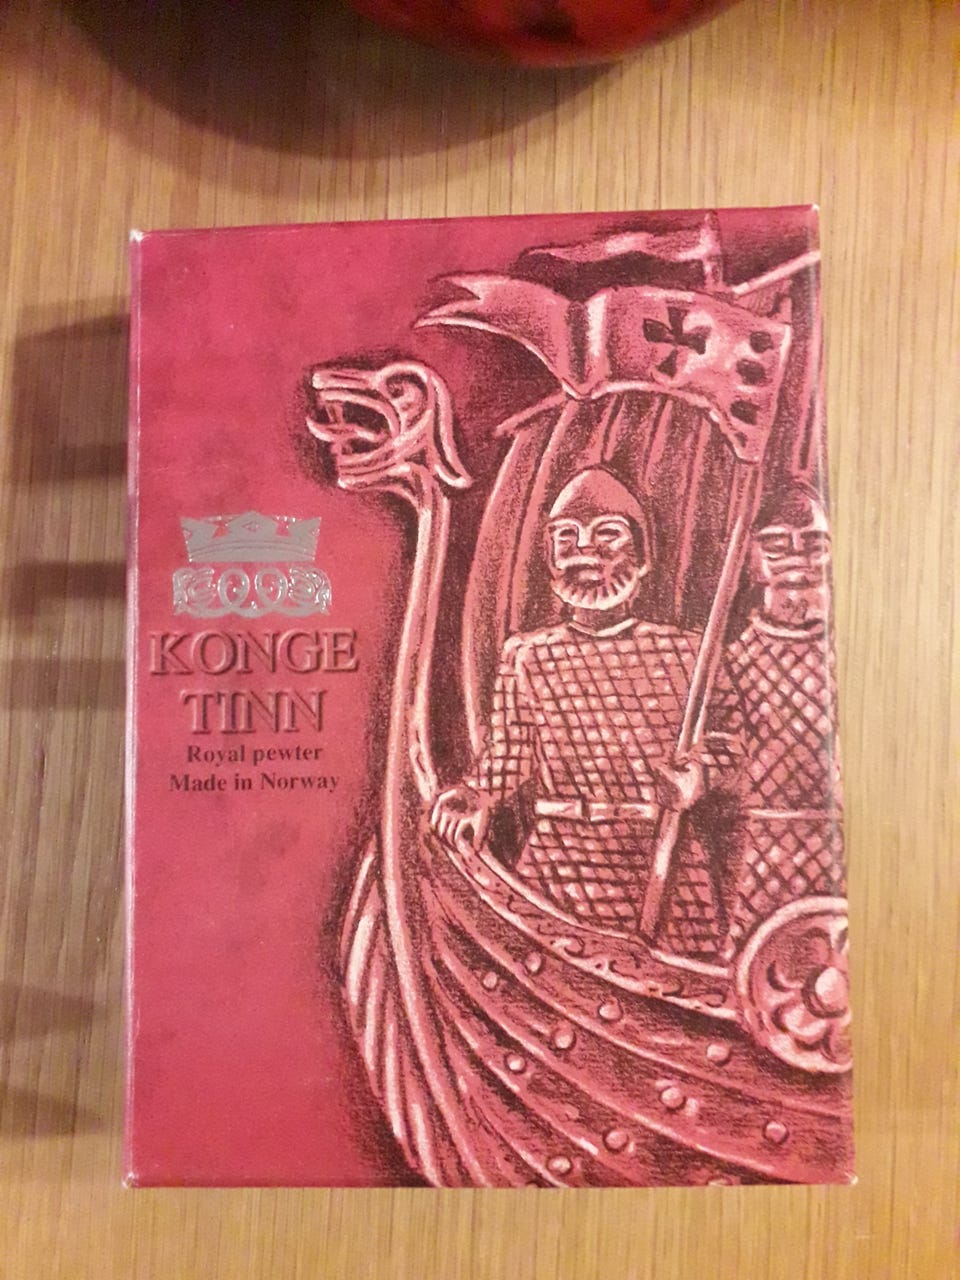 KONGE
TINN
Royal pewter
Made in Norway